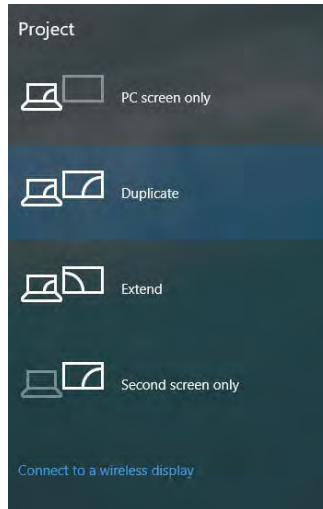 Project
PC screen only
Duplicate
Extend
Second screen only
Connect to a wireless display